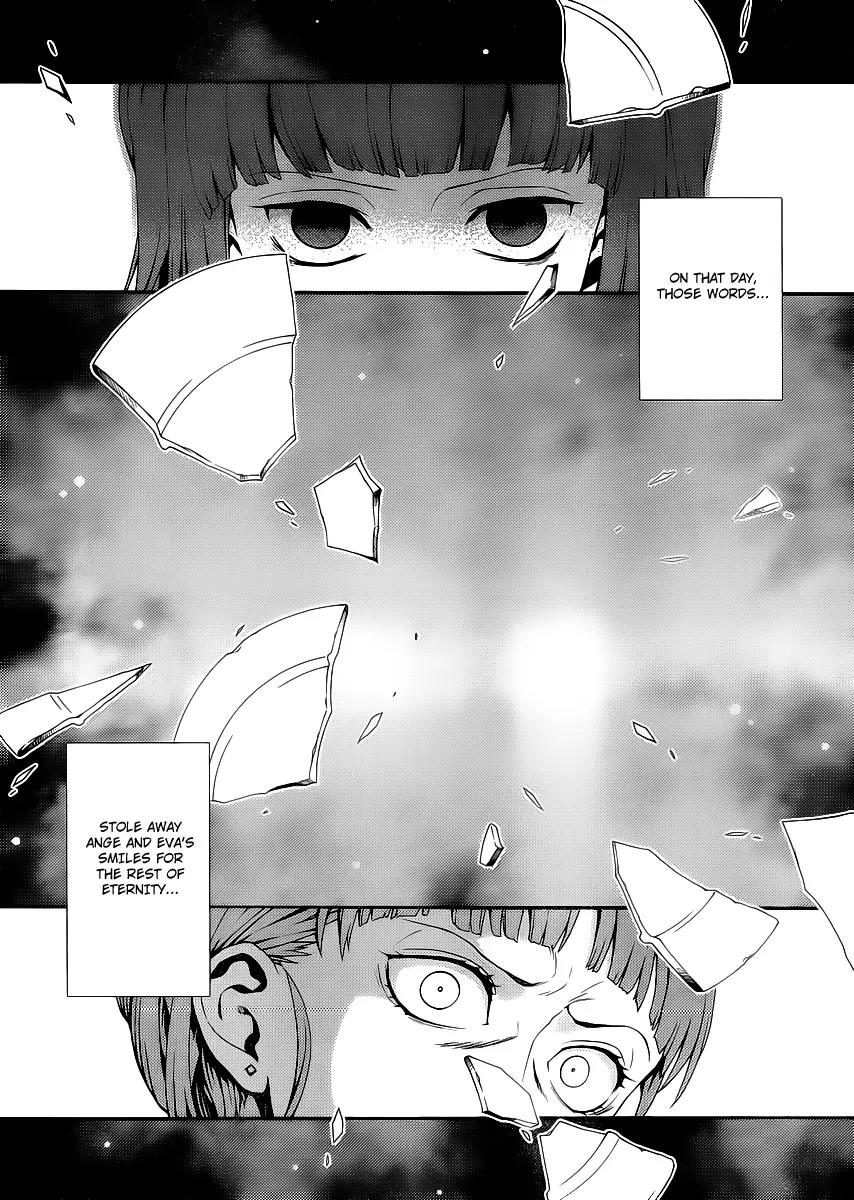 ON THAT DAY,
THOSE WORDS...
STOLE AWAY
ANGE AND EVA'S
SMILES FOR
THE REST OF
ETERNITY...